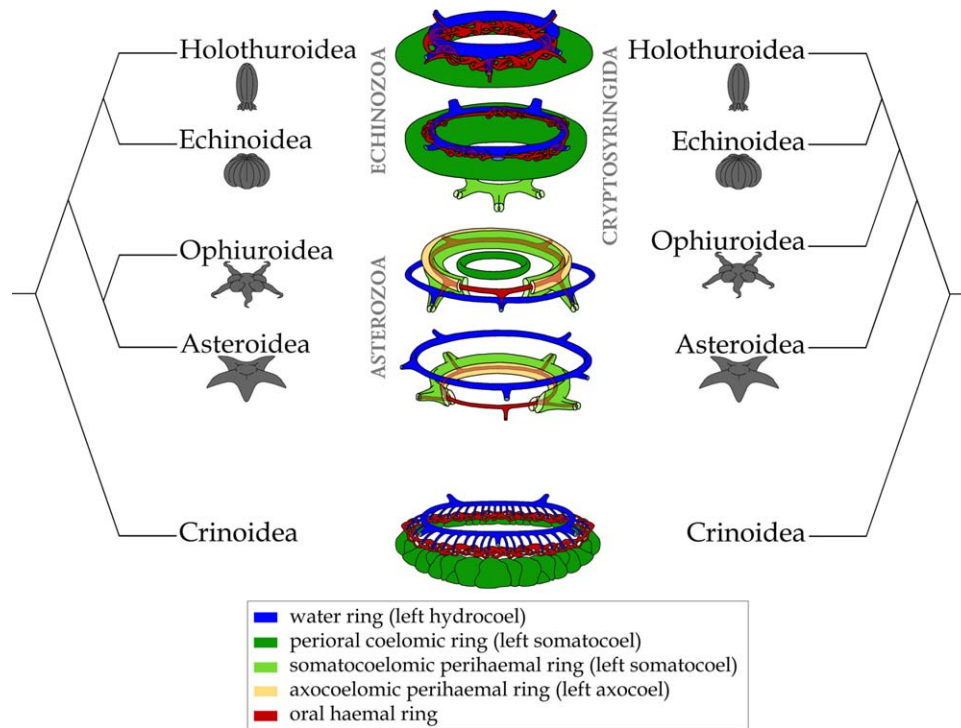 Holothuroidea
Echinoidea
Ophiuroidea
Asteroidea
Crinoidea
ECHINOZOA
ASTEROZOA
CRYPTOSYRINGIDA
Holothuroidea
Echinoidea
Ophiuroidea
Asteroidea
Crinoidea
water ring (left hydrocoel)
perioral coelomic ring (left somatocoel)
somatocoelomic perihaemal ring (left somatocoel)
axocoelomic perihaemal ring (left axocoel)
oral haemal ring